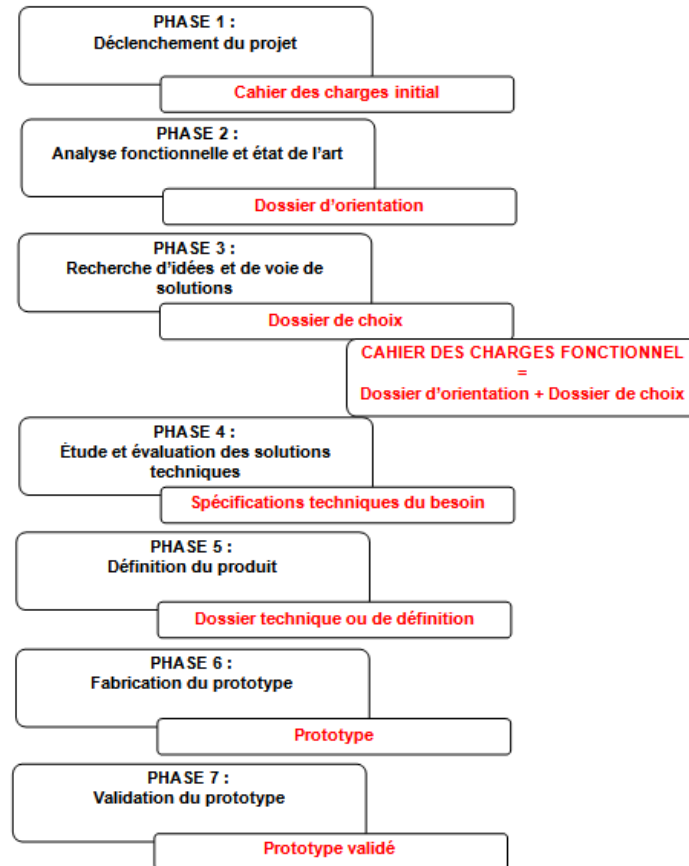 PHASE 1 :
Déclenchement du projet
Cahier des charges initial
PHASE 2 :
Analyse fonctionnelle et état de l'art
Dossier d'orientation
PHASE 3 :
Recherche d'idées et de voie de
solutions
Dossier de choix
CAHIER DES CHARGES FONCTIONNEL
=
Dossier d'orientation + Dossier de choix
PHASE 4 :
Étude et évaluation des solutions
techniques
Spécifications techniques du besoin
PHASE 5 :
Définition du produit
Dossier technique ou de définition
PHASE 6 :
Fabrication du prototype
Prototype
PHASE 7 :
Validation du prototype
Prototype validé